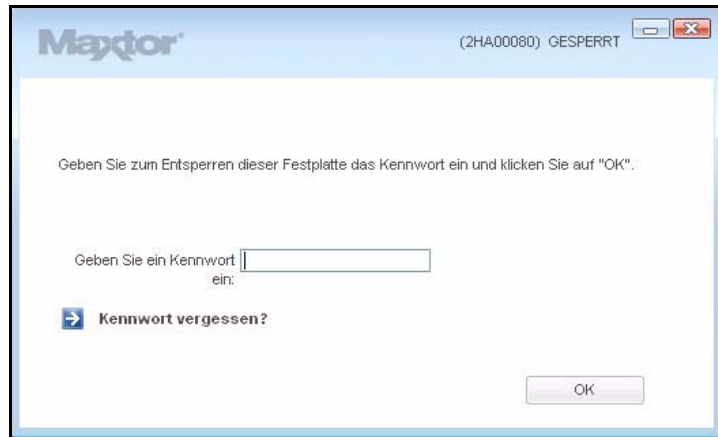 Maxtor
(2HA00080) GESPERRT
Geben Sie zum Entsperren dieser Festplatte das Kennwort ein und klicken Sie auf "OK".
Geben Sie ein Kennwort
ein:
Kennwort vergessen?
OK